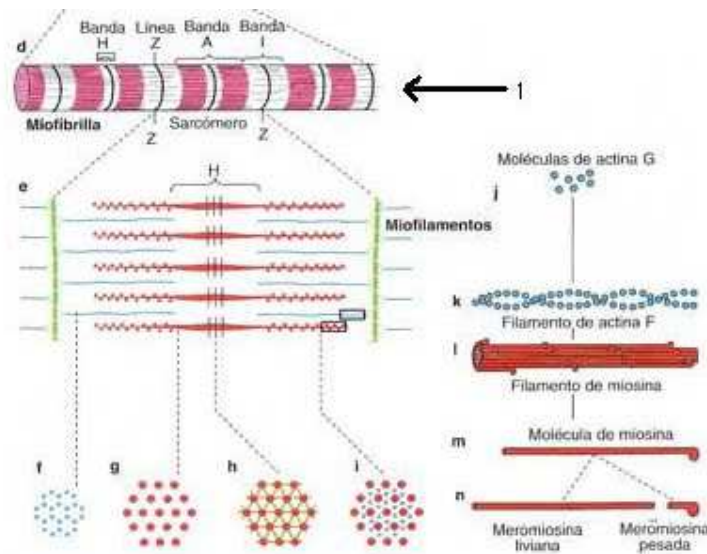 Banda Línea Banda Banda
H Z A I
d
1
Miofibrilla
Sarcómero
Z Z
e
H
Miofilamentos
f
g
h
i
Moléculas de actina G
j
k
Filamento de actina F
l
Filamento de miosina
m
Molécula de miosina
n
Meromiosina Meromiosina
liviana pesada